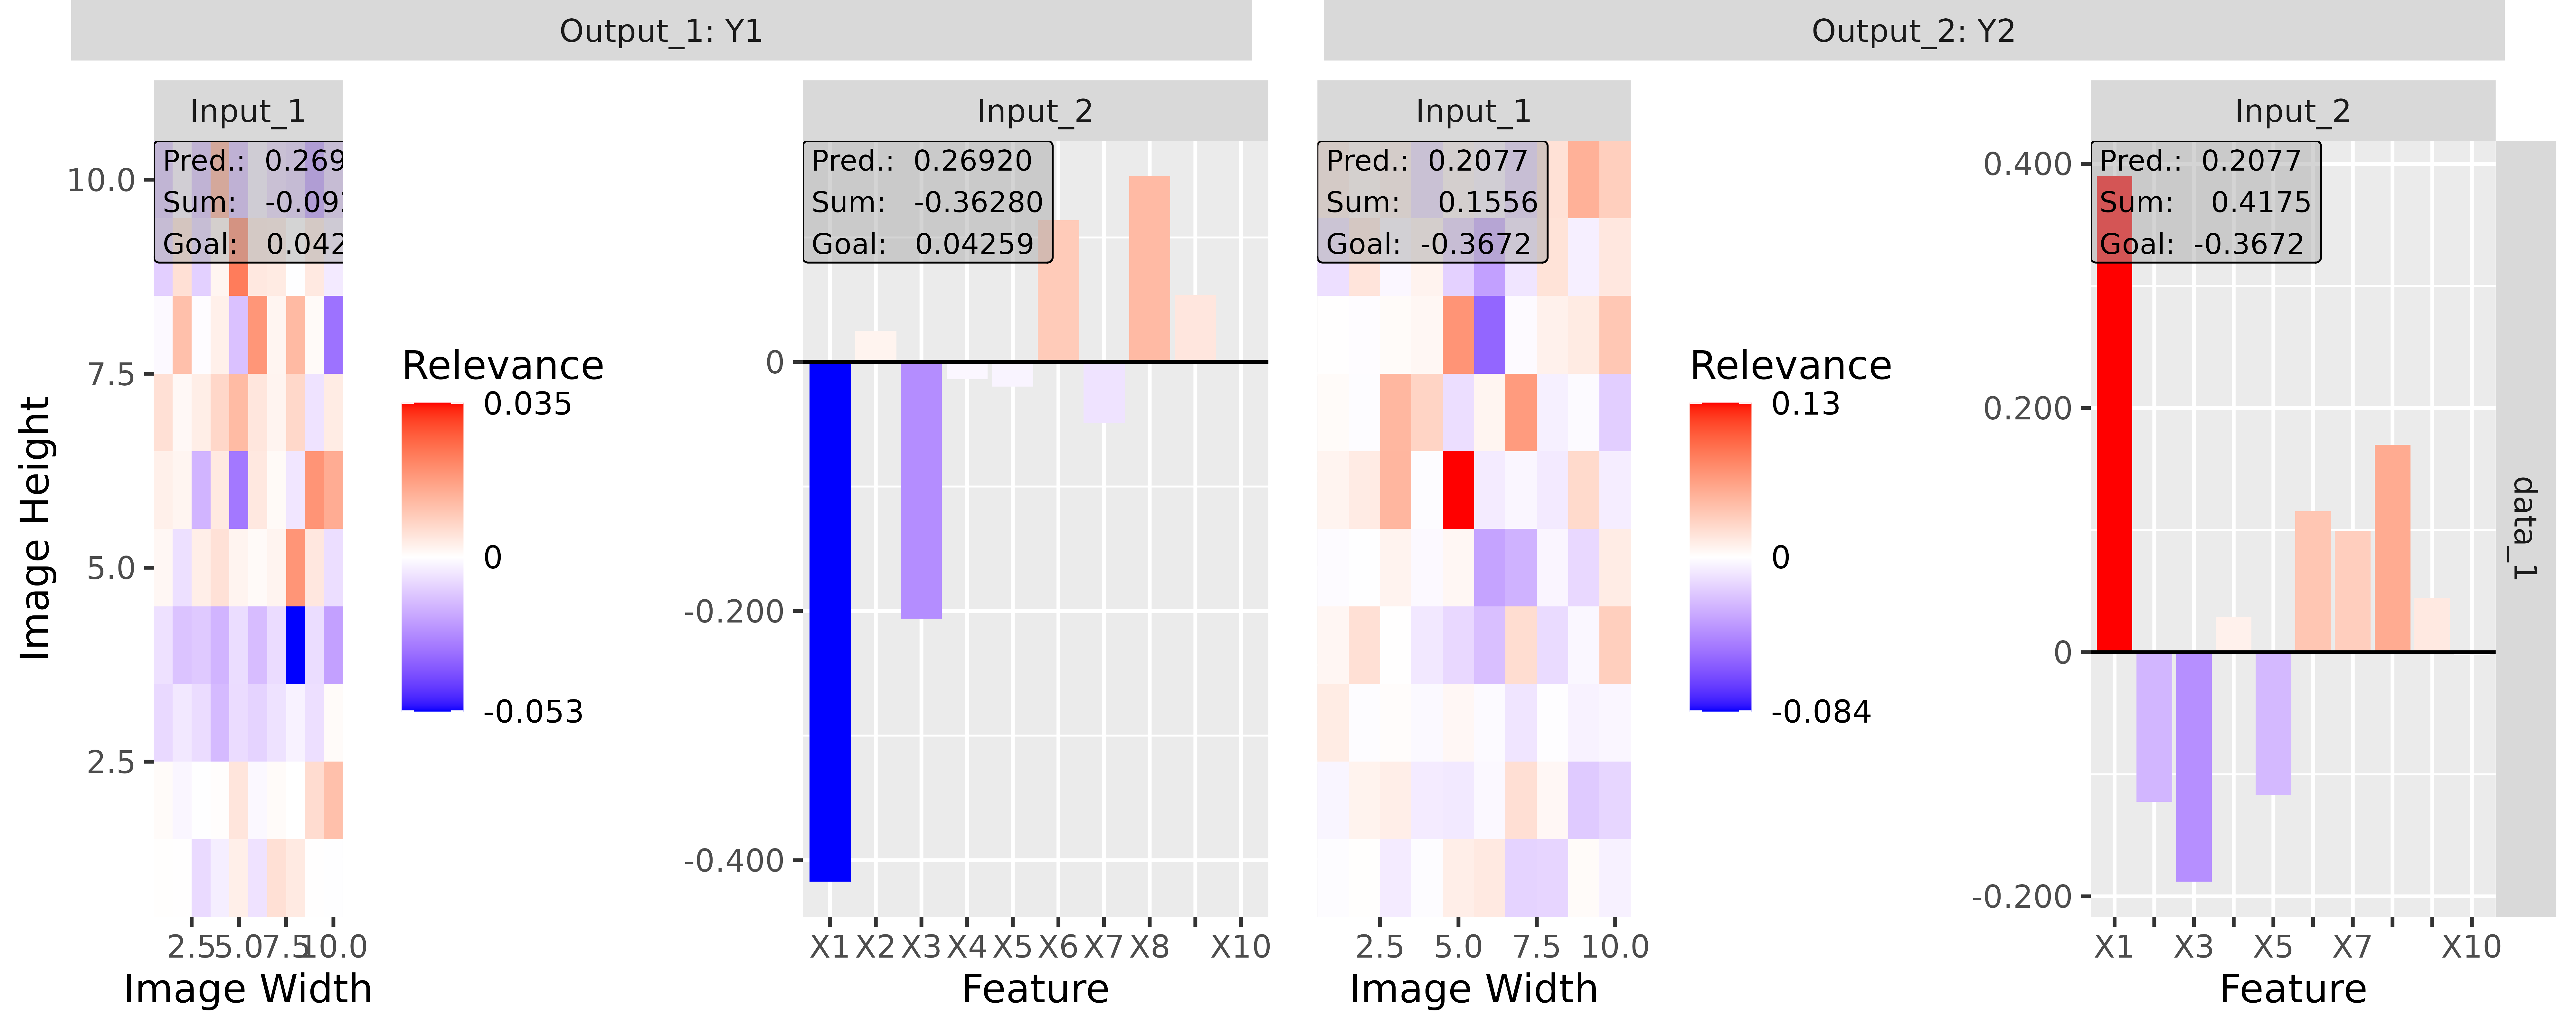 Output_1: Y1
Output_2: Y2
Input_1
Input_2
Input_1
Input_2
Pred.: 0.269
Sum: -0.09
Goal: 0.042
Pred.: 0.26920
Sum: -0.36280
Goal: 0.04259
Pred.: 0.2077
Sum: 0.1556
Goal: -0.3672
Pred.: 0.2077
Sum: 0.4175
Goal: -0.3672
Image Height
10.0
7.5
5.0
2.5
2.5 5.0 7.5 10.0
Image Width
Relevance
0.035
0
-0.053
0
-0.200
-0.400
X1 X2 X3 X4 X5 X6 X7 X8 X10
Feature
2.5 5.0 7.5 10.0
Image Width
Relevance
0.13
0
-0.084
0.400
0.200
0
-0.200
X1 X3 X5 X7 X10
Feature
data_1